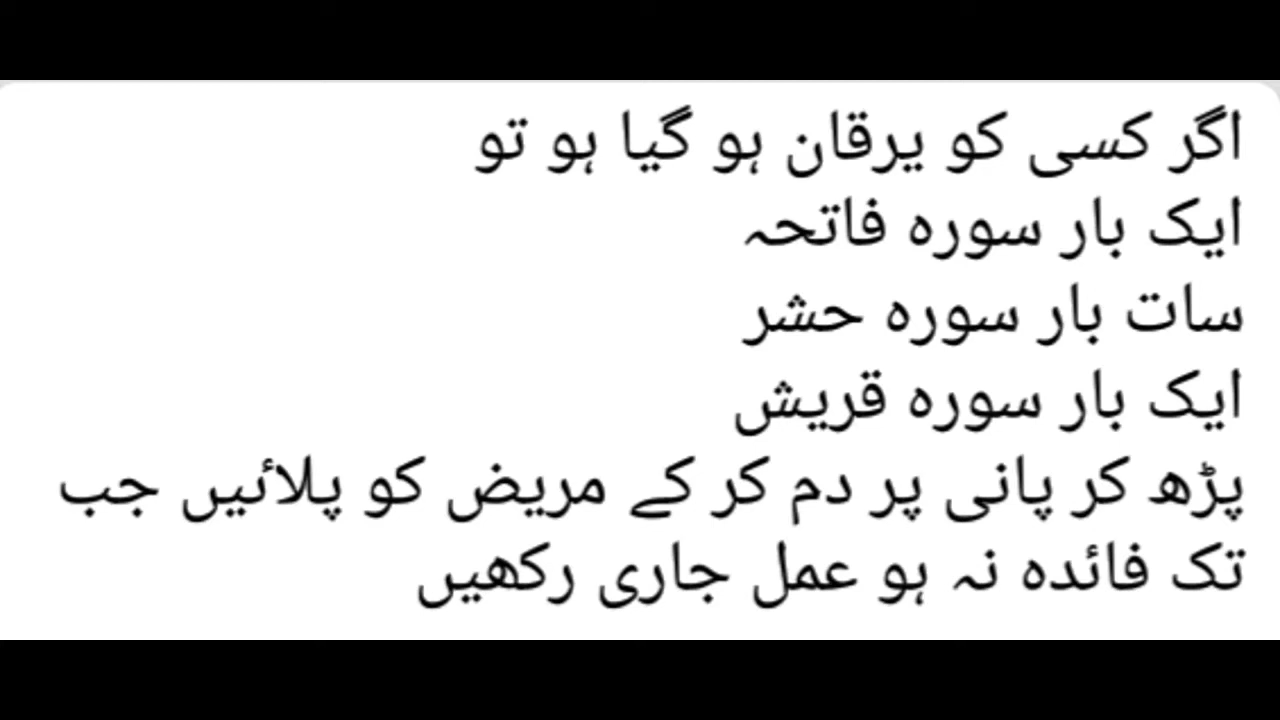 اگر کسی کو یرقان ہو گیا ہو تو
ایک بار سورہ فاتحہ
سات بار سورہ حشر
ایک بار سورہ قریش
پڑھ کر پانی پر دم کر کے مریض کو پلائیں جب
تک فائدہ نہ ہو عمل جاری رکھیں